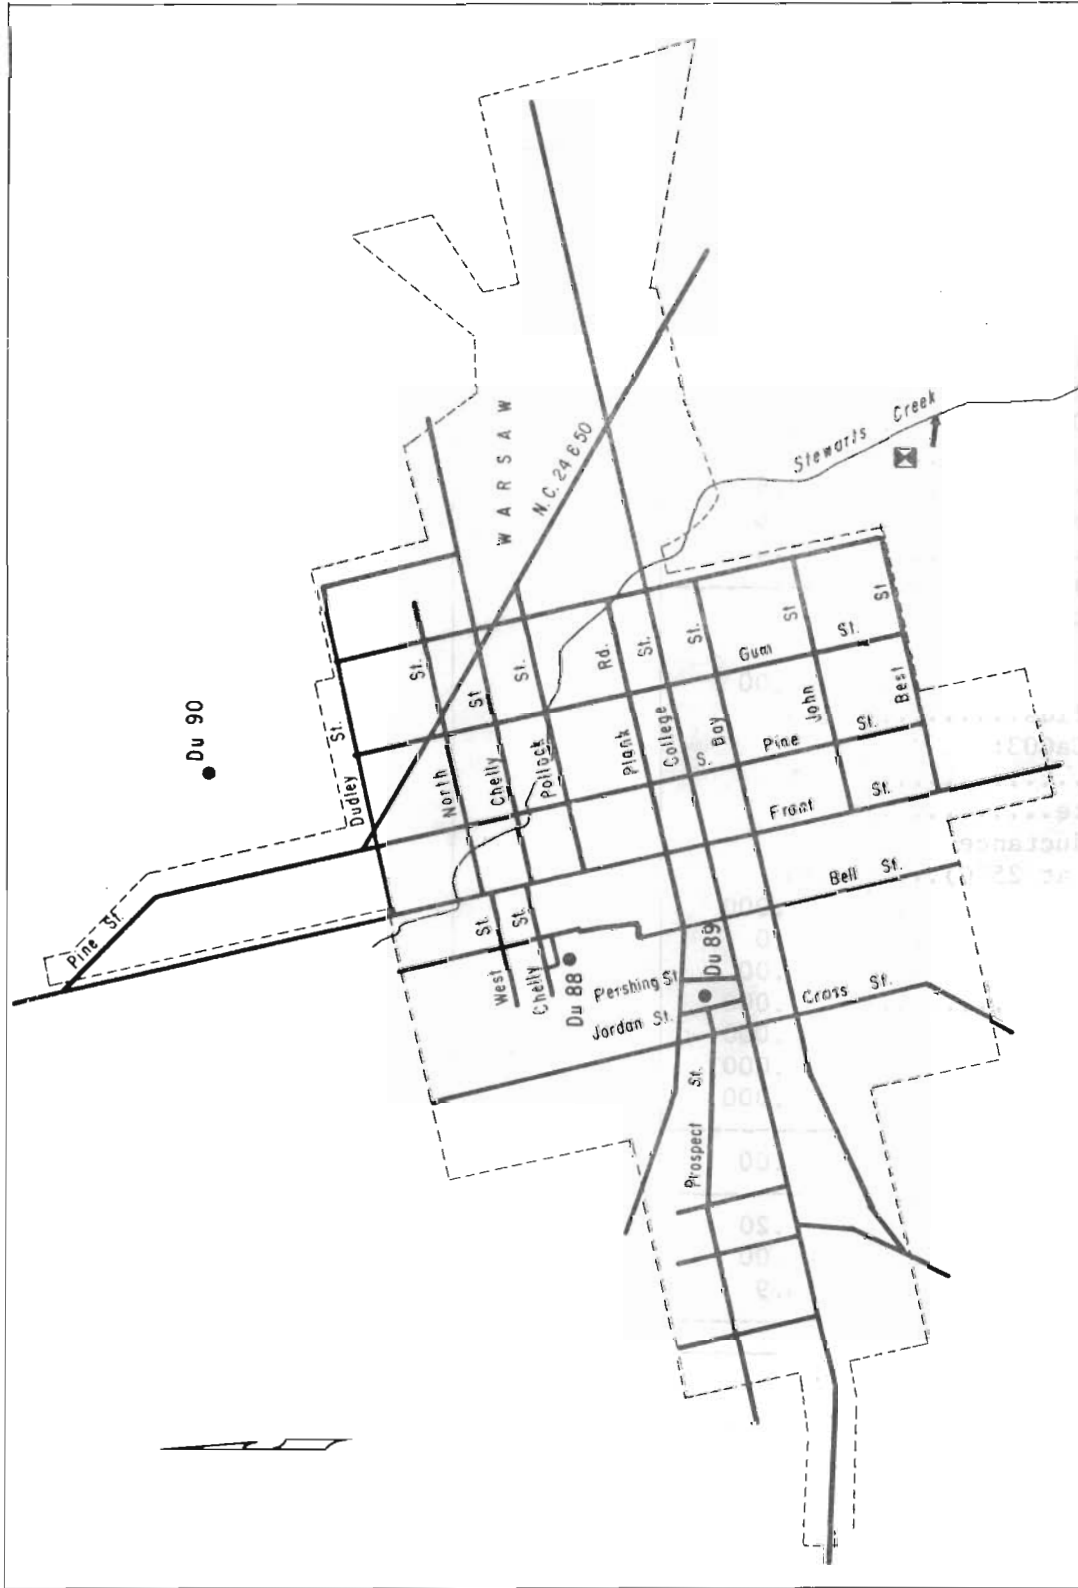 Du 90
Pine St.
Dudley St.
WARSAW
N.C. 24 & 50
North St.
Chelly St
Pollock St.
Plank Rd.
College St.
S. Bay St.
John St
Best St
Gum St.
Pine St.
Front St.
Bell St.
Cross St.
West St.
Chelly St.
Du 88
Pershing St
Jordan St.
Du 89
Prospect St.
Stewarts Creek